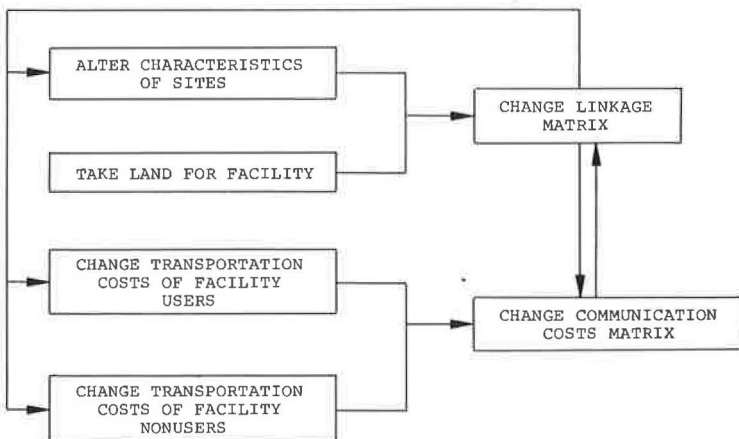 ALTER CHARACTERISTICS
OF SITES
CHANGE LINKAGE
MATRIX
TAKE LAND FOR FACILITY
CHANGE TRANSPORTATION
COSTS OF FACILITY
USERS
CHANGE COMMUNICATION
COSTS MATRIX
CHANGE TRANSPORTATION
COSTS OF FACILITY
NONUSERS